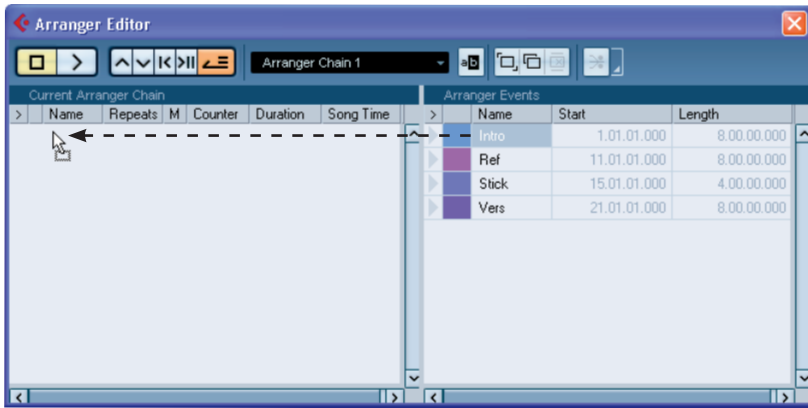 Arranger Editor
Arranger Chain 1
ab
Current Arranger Chain
Arranger Events
> Name Repeats M Counter Duration Song Time
> Name Start Length
Intro 1.01.01.000 8.00.00.000
Ref 11.01.01.000 8.00.00.000
Stick 15.01.01.000 4.00.00.000
Vers 21.01.01.000 8.00.00.000